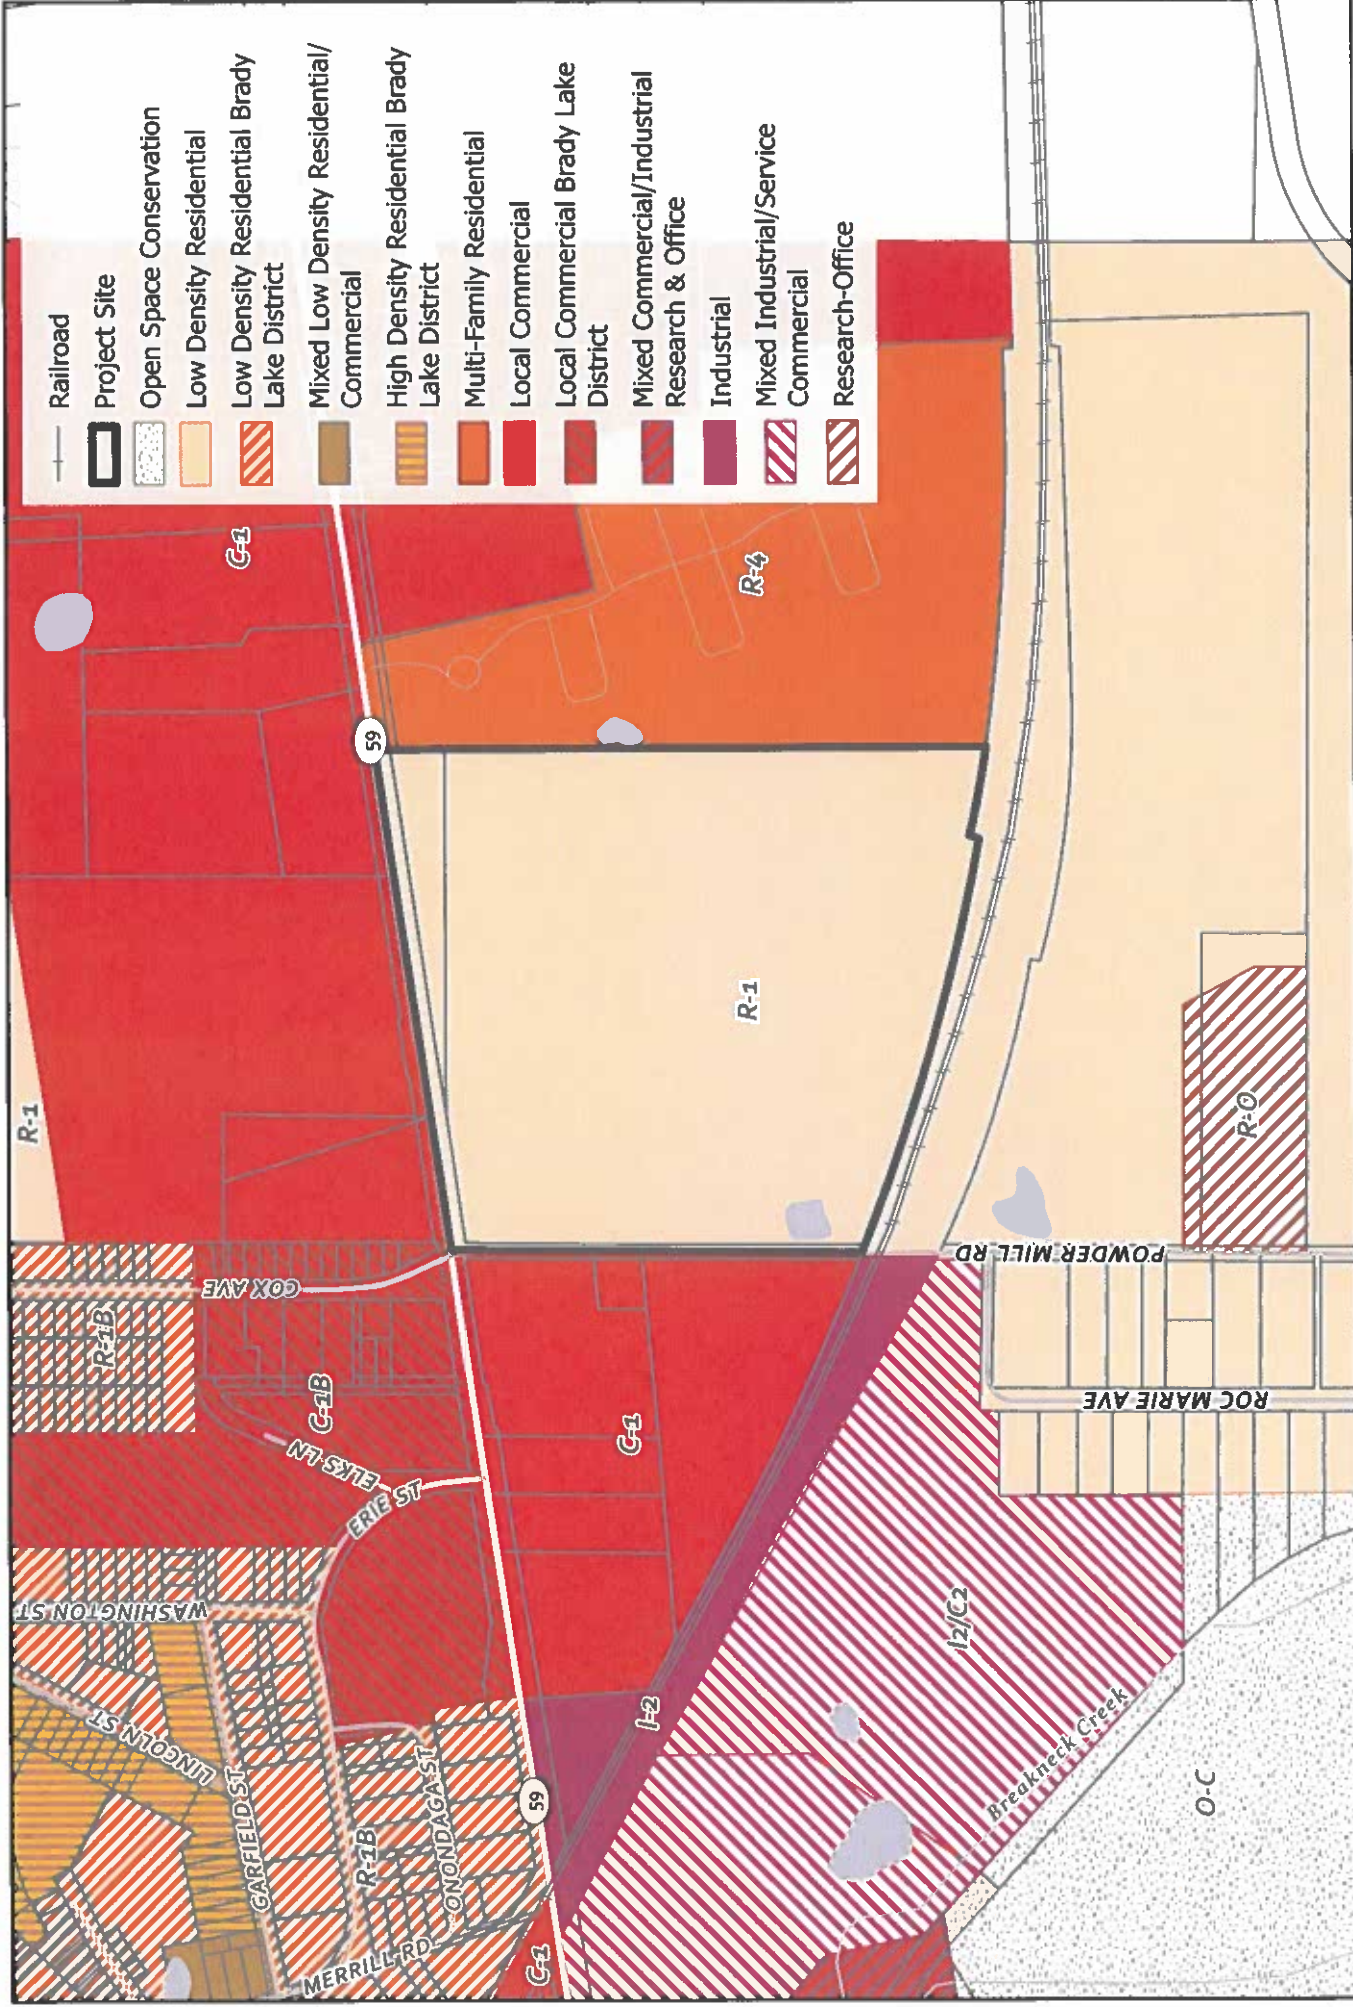 Railroad
Project Site
Open Space Conservation
Low Density Residential
Low Density Residential Brady
Lake District
Mixed Low Density Residential/
Commercial
High Density Residential Brady
Lake District
Multi-Family Residential
Local Commercial
Local Commercial Brady Lake
District
Mixed Commercial/Industrial
Research & Office
Industrial
Mixed Industrial/Service
Commercial
Research-Office
R-1
C-1
R-4
59
R-1
R-O
POWDER MILL RD
ROC MARIE AVE
COX AVE
R-1B
C-1B
ELKS LN
ERIE ST
C-1
WASHINGTON ST
LINCOLN ST
GARFIELD ST
R-1B
ONONDAGA ST
MERRILL RD
59
C-1
I-2
I2/C2
Breakneck Creek
O-C